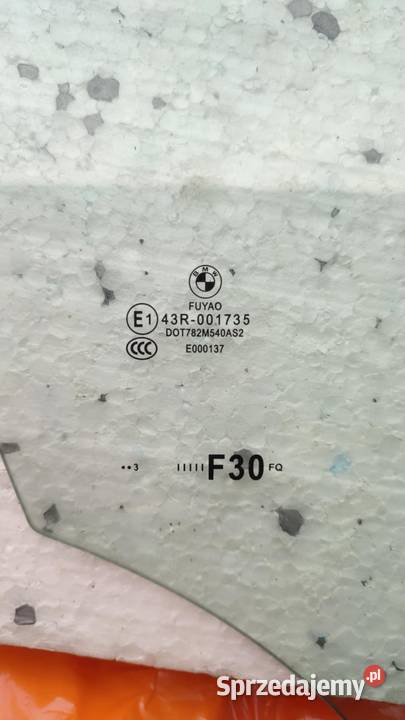 BMW
FUYAO
E1 43R-001735
DOT782M540AS2
CCC E000137
••3 IIIII F30 FQ
Sprzedajemy.pl